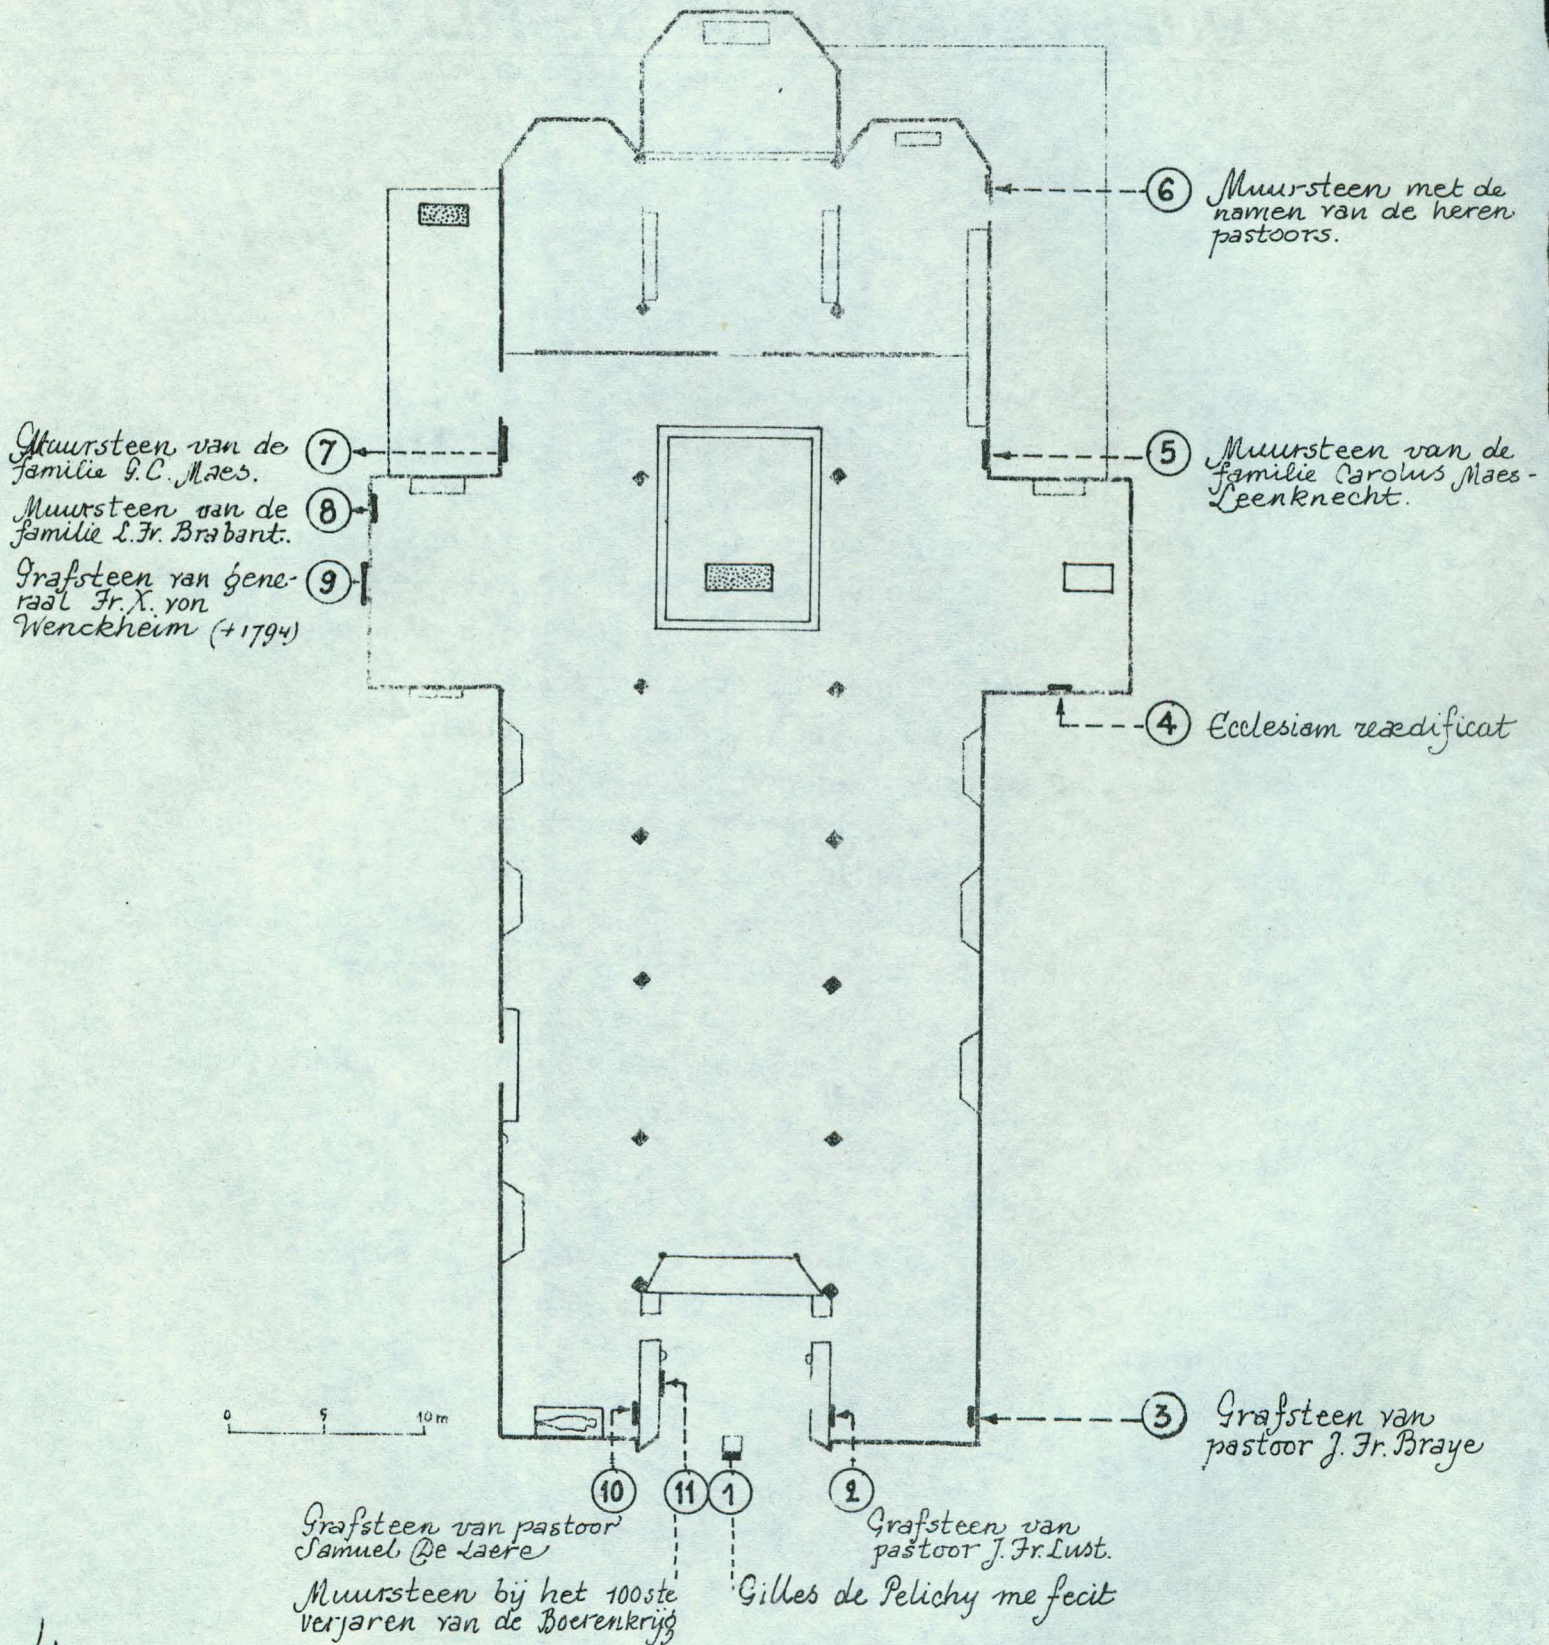 6 Muursteen met de
namen van de heren
pastoors.
7 Muursteen van de
familie G.C. Maes.
5 Muursteen van de
familie Carolus Maes-
Leenknecht.
8 Muursteen van de
familie L.Fr. Brabant.
9 Grafsteen van gene-
raal Fr. X. von
Wenckheim (+1794)
4 Ecclesiam reædificat
0 5 10 m
3 Grafsteen van
pastoor J. Fr. Braye
10 11 1 2
Grafsteen van pastoor
Samuel De Laere
Grafsteen van
pastoor J. Fr. Lust.
Muursteen bij het 100ste
verjaren van de Boerenkrijg
Gilles de Pelichy me fecit